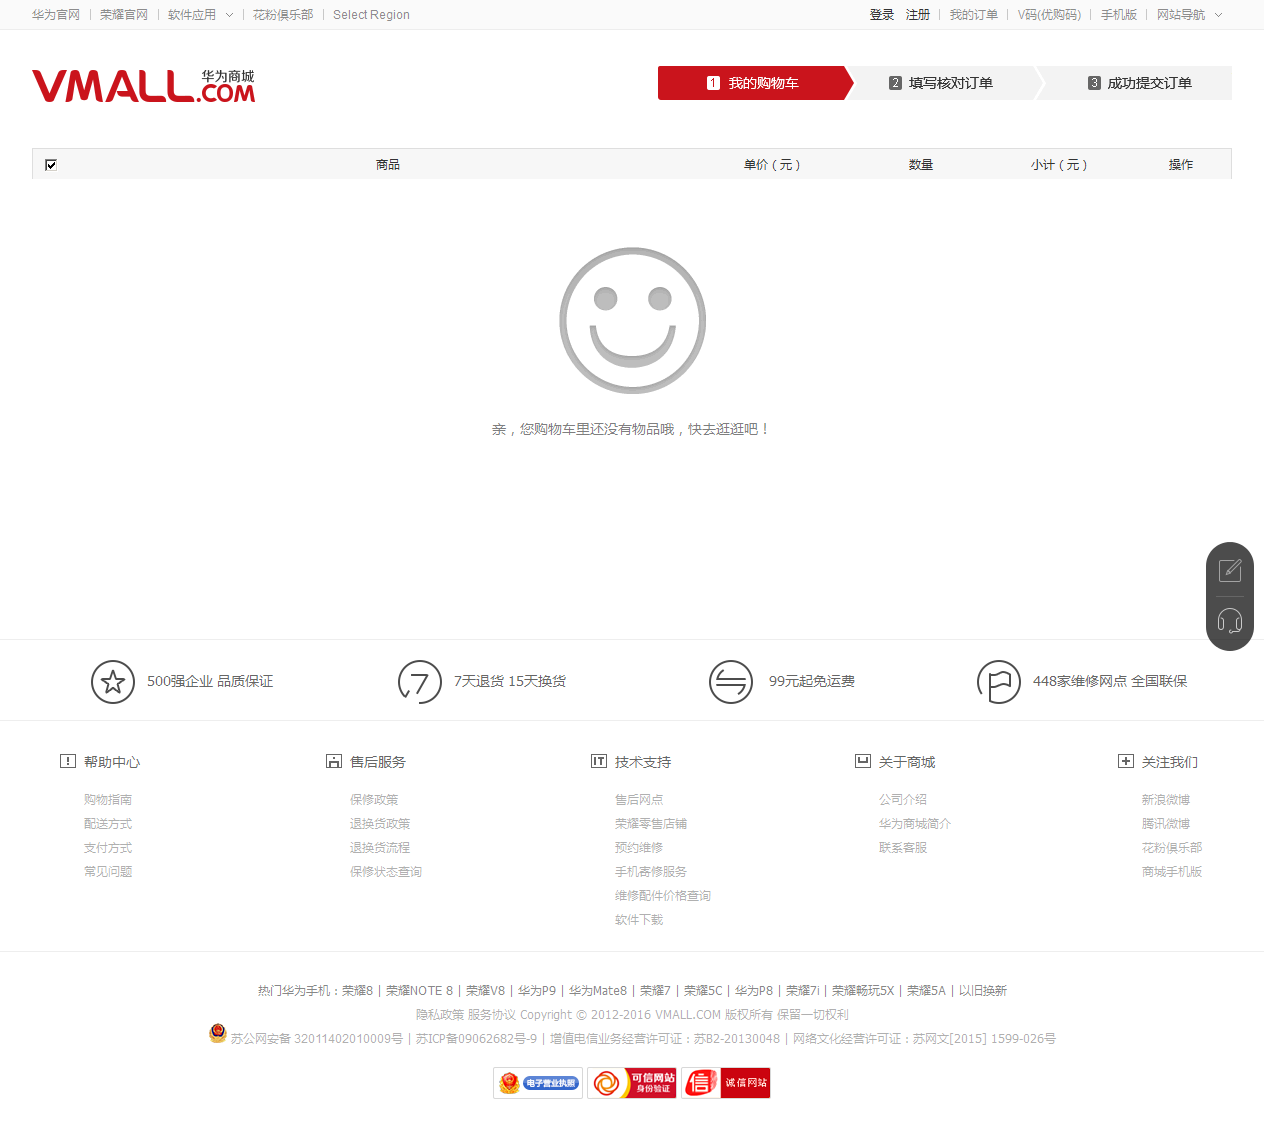 华为官网 荣耀官网 软件应用 花粉俱乐部 Select Region 登录 注册 我的订单 V码(优购码) 手机版 网站导航
VMALL.COM 华为商城
1 我的购物车 2 填写核对订单 3 成功提交订单
商品 单价（元） 数量 小计（元） 操作
亲，您购物车里还没有物品哦，快去逛逛吧！
500强企业 品质保证 7天退货 15天换货 99元起免运费 448家维修网点 全国联保
帮助中心 售后服务 技术支持 关于商城 关注我们
购物指南 保修政策 售后网点 公司介绍 新浪微博
配送方式 退换货政策 荣耀零售店铺 华为商城简介 腾讯微博
支付方式 退换货流程 预约维修 联系客服 花粉俱乐部
常见问题 保修状态查询 手机寄修服务 商城手机版
维修配件价格查询
软件下载
热门华为手机：荣耀8 | 荣耀NOTE 8 | 荣耀V8 | 华为P9 | 华为Mate8 | 荣耀7 | 荣耀5C | 华为P8 | 荣耀7i | 荣耀畅玩5X | 荣耀5A | 以旧换新
隐私政策 服务协议 Copyright © 2012-2016 VMALL.COM 版权所有 保留一切权利
苏公网安备 32011402010009号 | 苏ICP备09062682号-9 | 增值电信业务经营许可证：苏B2-20130048 | 网络文化经营许可证：苏网文[2015] 1599-026号
电子营业执照 可信网站 身份验证 信 诚信网站